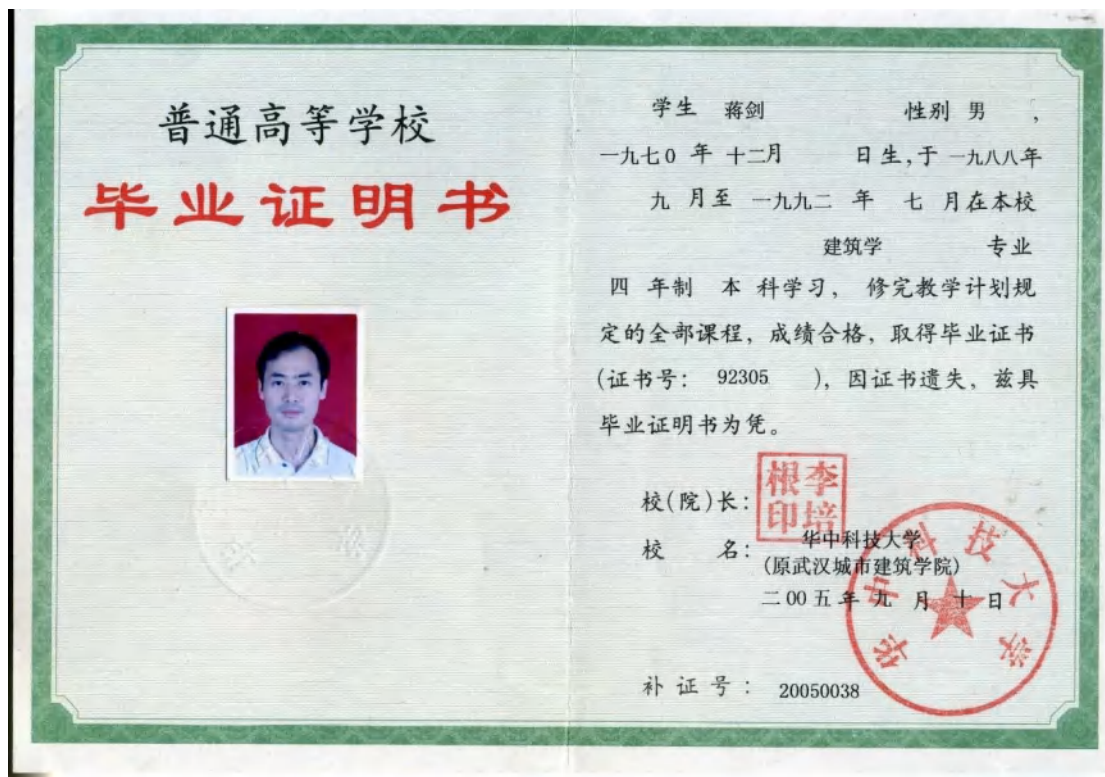 普通高等学校
毕业证明书
学生 蒋剑 性别 男 ,
一九七0 年 十二月 日生,于 一九八八年
九 月至 一九九二 年 七 月在本校
建筑学 专业
四 年制 本 科学习, 修完教学计划规
定的全部课程, 成绩合格, 取得毕业证书
(证书号: 92305 ), 因证书遗失, 兹具
毕业证明书为凭。
校(院)长:
李培根印
校 名: 华中科技大学
(原武汉城市建筑学院)
二00五年 九 月 十 日
华中科技大学
补 证 号 : 20050038